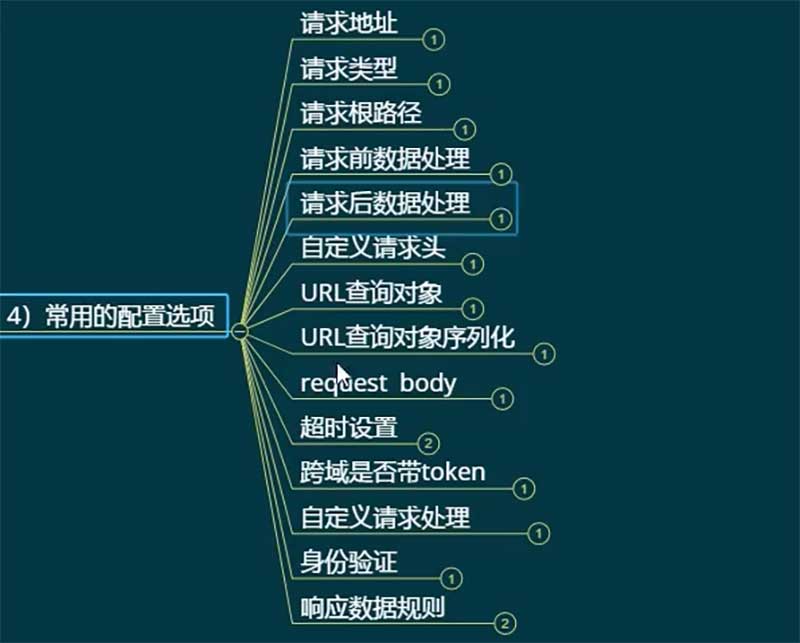 请求地址 1
请求类型 1
请求根路径 1
请求前数据处理 1
请求后数据处理 1
自定义请求头 1
URL查询对象 1
4）常用的配置选项
URL查询对象序列化 1
request body 1
超时设置 2
跨域是否带token 1
自定义请求处理 1
身份验证 1
响应数据规则 2